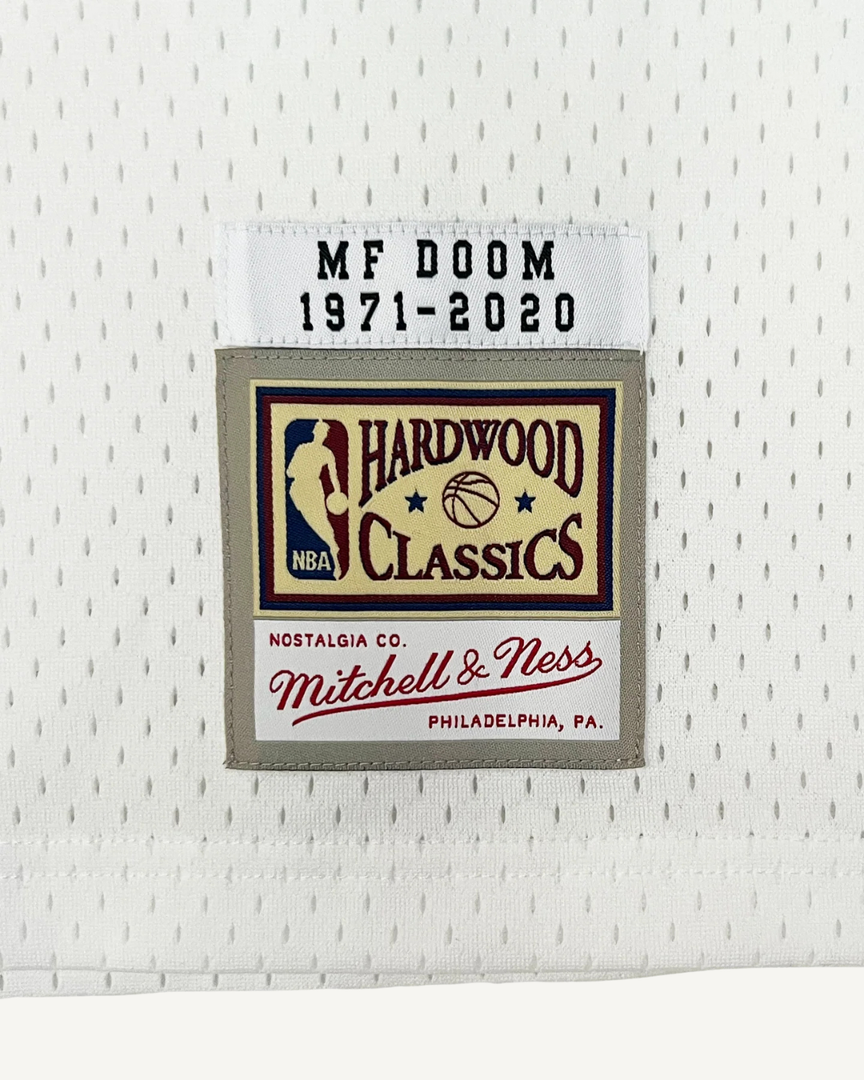 MF DOOM
1971-2020
HARDWOOD
CLASSICS
NBA
NOSTALGIA CO.
Mitchell & Ness
PHILADELPHIA, PA.